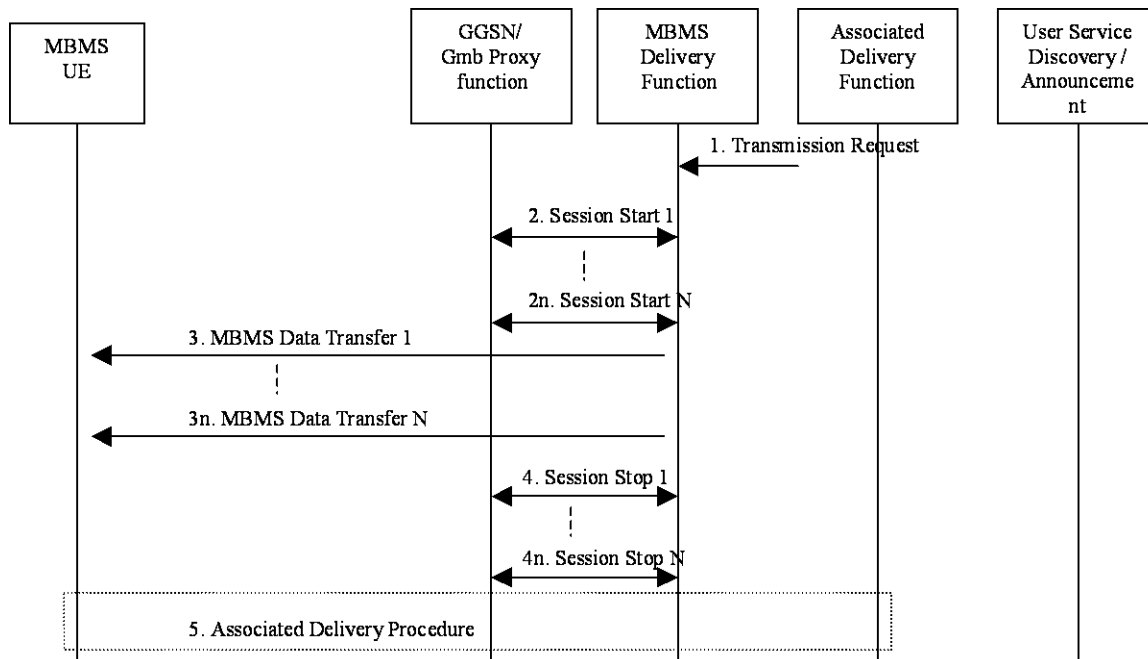 MBMS
UE
GGSN/
Gmb Proxy
function
MBMS
Delivery
Function
Associated
Delivery
Function
User Service
Discovery /
Announceme
nt
1. Transmission Request
2. Session Start 1
2n. Session Start N
3. MBMS Data Transfer 1
3n. MBMS Data Transfer N
4. Session Stop 1
4n. Session Stop N
5. Associated Delivery Procedure